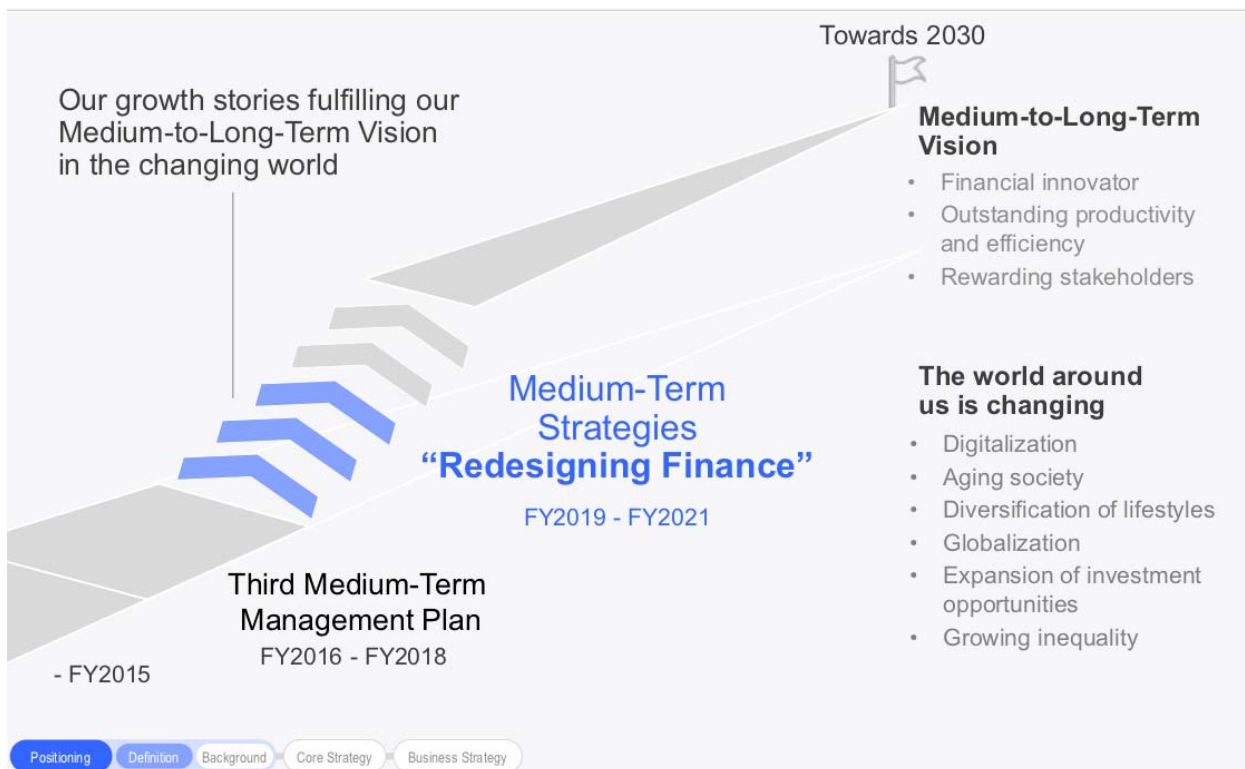 Towards 2030
Our growth stories fulfilling our
Medium-to-Long-Term Vision
in the changing world
Medium-to-Long-Term
Vision
• Financial innovator
• Outstanding productivity
and efficiency
• Rewarding stakeholders
Medium-Term
Strategies
“Redesigning Finance”
FY2019 - FY2021
The world around
us is changing
• Digitalization
• Aging society
• Diversification of lifestyles
• Globalization
• Expansion of investment
opportunities
• Growing inequality
Third Medium-Term
Management Plan
FY2016 - FY2018
- FY2015
Positioning Definition Background Core Strategy Business Strategy